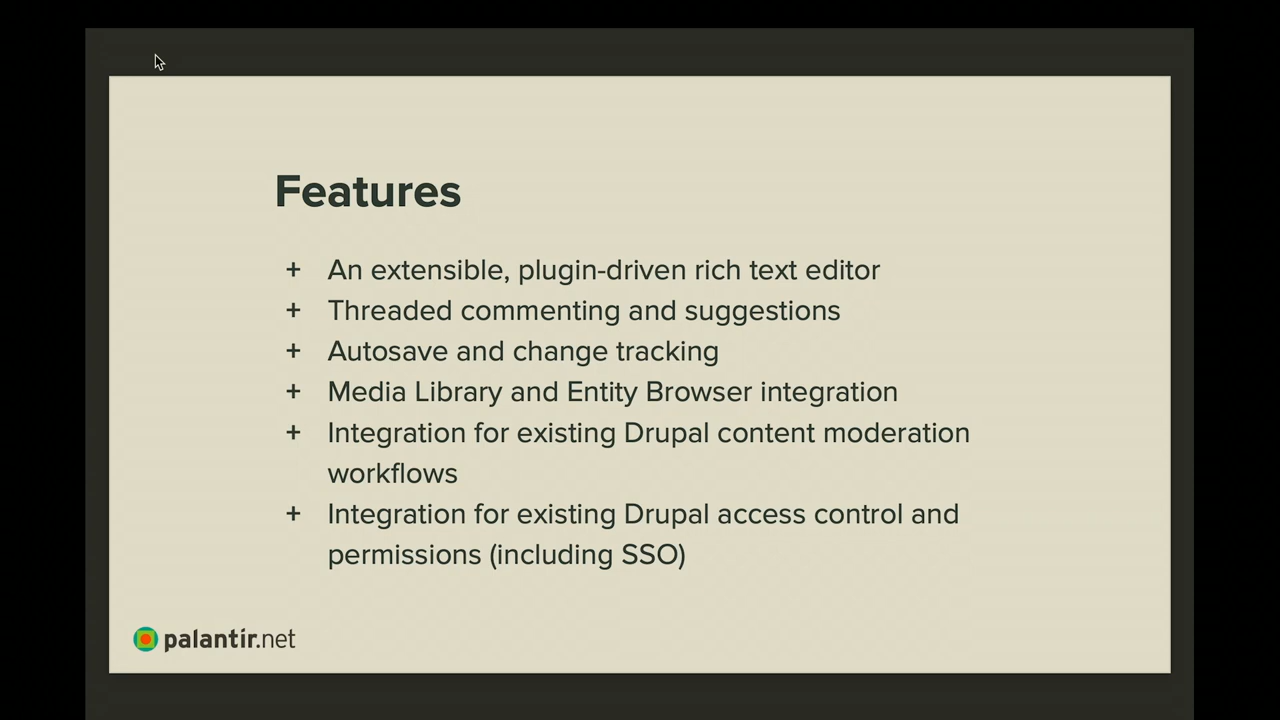 Features
+ An extensible, plugin-driven rich text editor
+ Threaded commenting and suggestions
+ Autosave and change tracking
+ Media Library and Entity Browser integration
+ Integration for existing Drupal content moderation
workflows
+ Integration for existing Drupal access control and
permissions (including SSO)
palantir.net